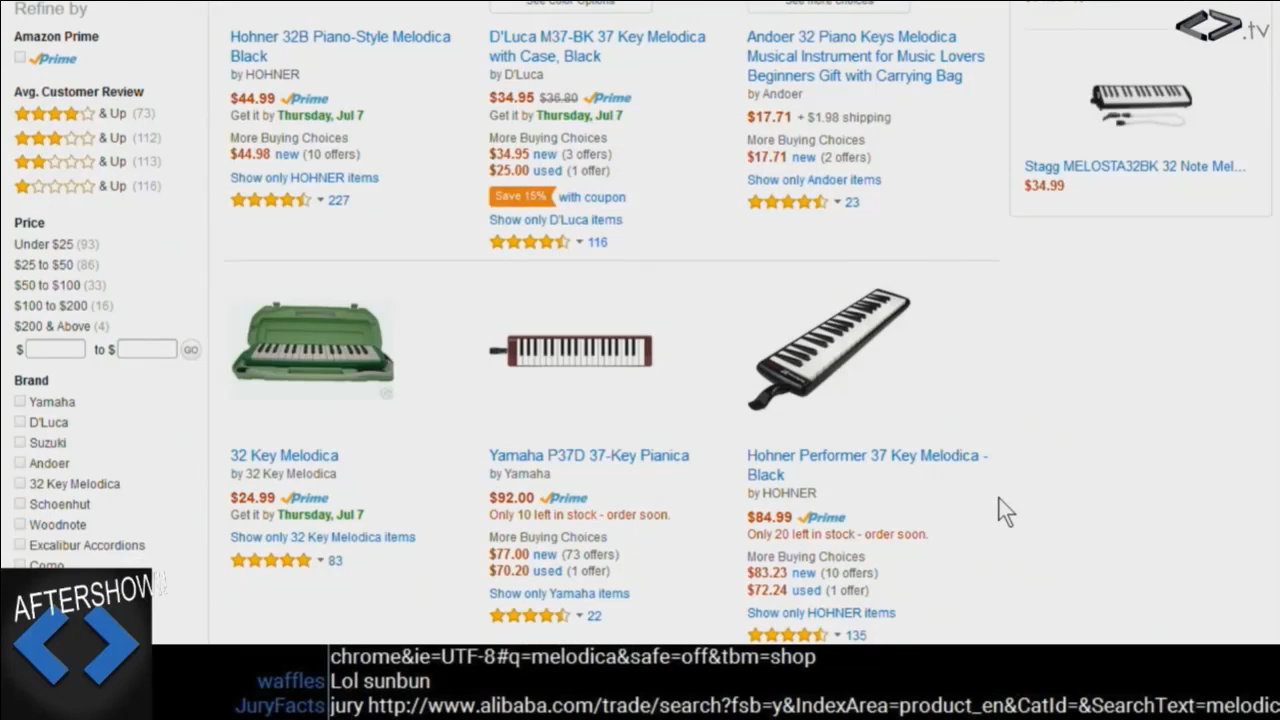 Refine by
Amazon Prime
Prime
Avg. Customer Review
& Up (73)
& Up (112)
& Up (113)
& Up (116)
Price
Under $25 (93)
$25 to $50 (86)
$50 to $100 (33)
$100 to $200 (16)
$200 & Above (4)
$ to $ GO
Brand
Yamaha
D'Luca
Suzuki
Andoer
32 Key Melodica
Schoenhut
Woodnote
Excalibur Accordions
Como
See Color Options
Hohner 32B Piano-Style Melodica
Black
by HOHNER
$44.99 Prime
Get it by Thursday, Jul 7
More Buying Choices
$44.98 new (10 offers)
Show only HOHNER items
227
D'Luca M37-BK 37 Key Melodica
with Case, Black
by D'Luca
$34.95 $36.80 Prime
Get it by Thursday, Jul 7
More Buying Choices
$34.95 new (3 offers)
$25.00 used (1 offer)
Save 15% with coupon
Show only D'Luca items
116
See more choices
Andoer 32 Piano Keys Melodica
Musical Instrument for Music Lovers
Beginners Gift with Carrying Bag
by Andoer
$17.71 + $1.98 shipping
More Buying Choices
$17.71 new (2 offers)
Show only Andoer items
23
.tv
Stagg MELOSTA32BK 32 Note Mel...
$34.99
32 Key Melodica
by 32 Key Melodica
$24.99 Prime
Get it by Thursday, Jul 7
Show only 32 Key Melodica items
83
Yamaha P37D 37-Key Pianica
by Yamaha
$92.00 Prime
Only 10 left in stock - order soon.
More Buying Choices
$77.00 new (73 offers)
$70.20 used (1 offer)
Show only Yamaha items
22
Hohner Performer 37 Key Melodica -
Black
by HOHNER
$84.99 Prime
Only 20 left in stock - order soon.
More Buying Choices
$83.23 new (10 offers)
$72.24 used (1 offer)
Show only HOHNER items
135
AFTERSHOW
chrome&ie=UTF-8#q=melodica&safe=off&tbm=shop
waffles Lol sunbun
JuryFacts jury http://www.alibaba.com/trade/search?fsb=y&IndexArea=product_en&CatId=&SearchText=melodic